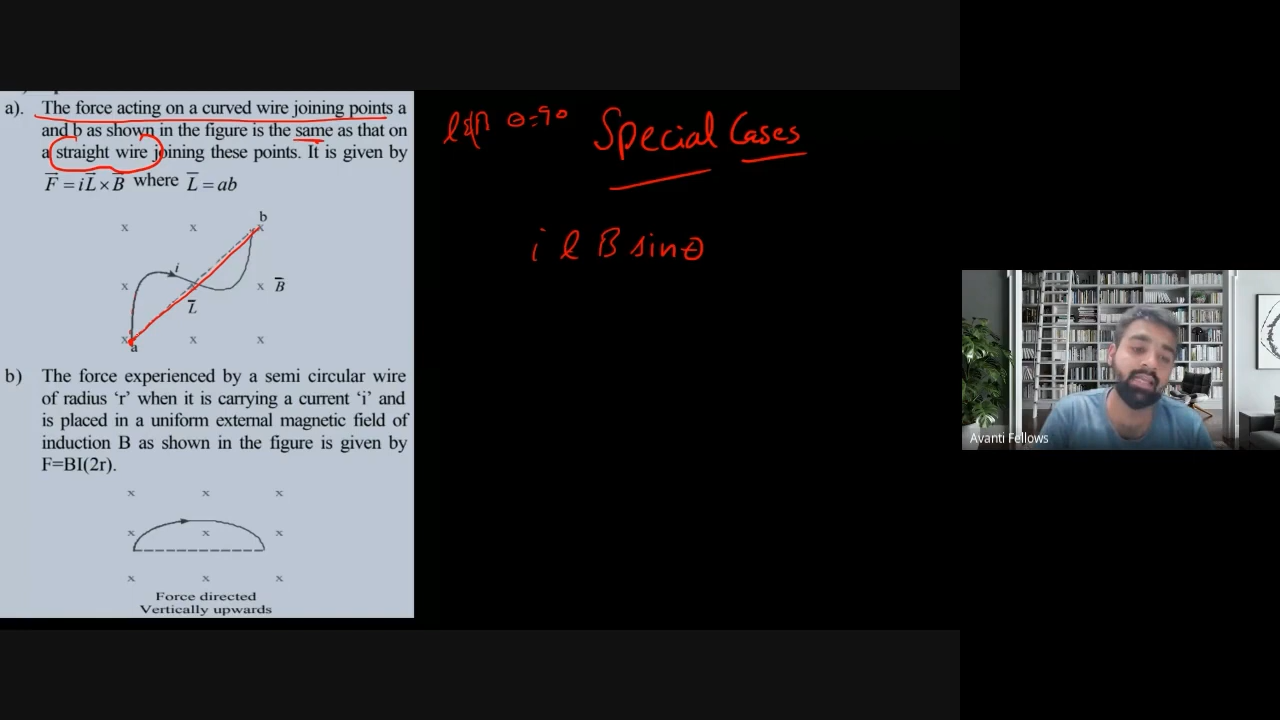 a). The force acting on a curved wire joining points a
and b as shown in the figure is the same as that on
a straight wire joining these points. It is given by
F̅ = iL̅ × B̅ where L̅ = ab
b
x x x
i
x x B̅
L̅
x x x
a
b) The force experienced by a semi circular wire
of radius ‘r’ when it is carrying a current ‘i’ and
is placed in a uniform external magnetic field of
induction B as shown in the figure is given by
F=BI(2r).
x x x
x x x
x x x
Force directed
Vertically upwards
θ=90
Special Cases
i l B sinθ
Avanti Fellows